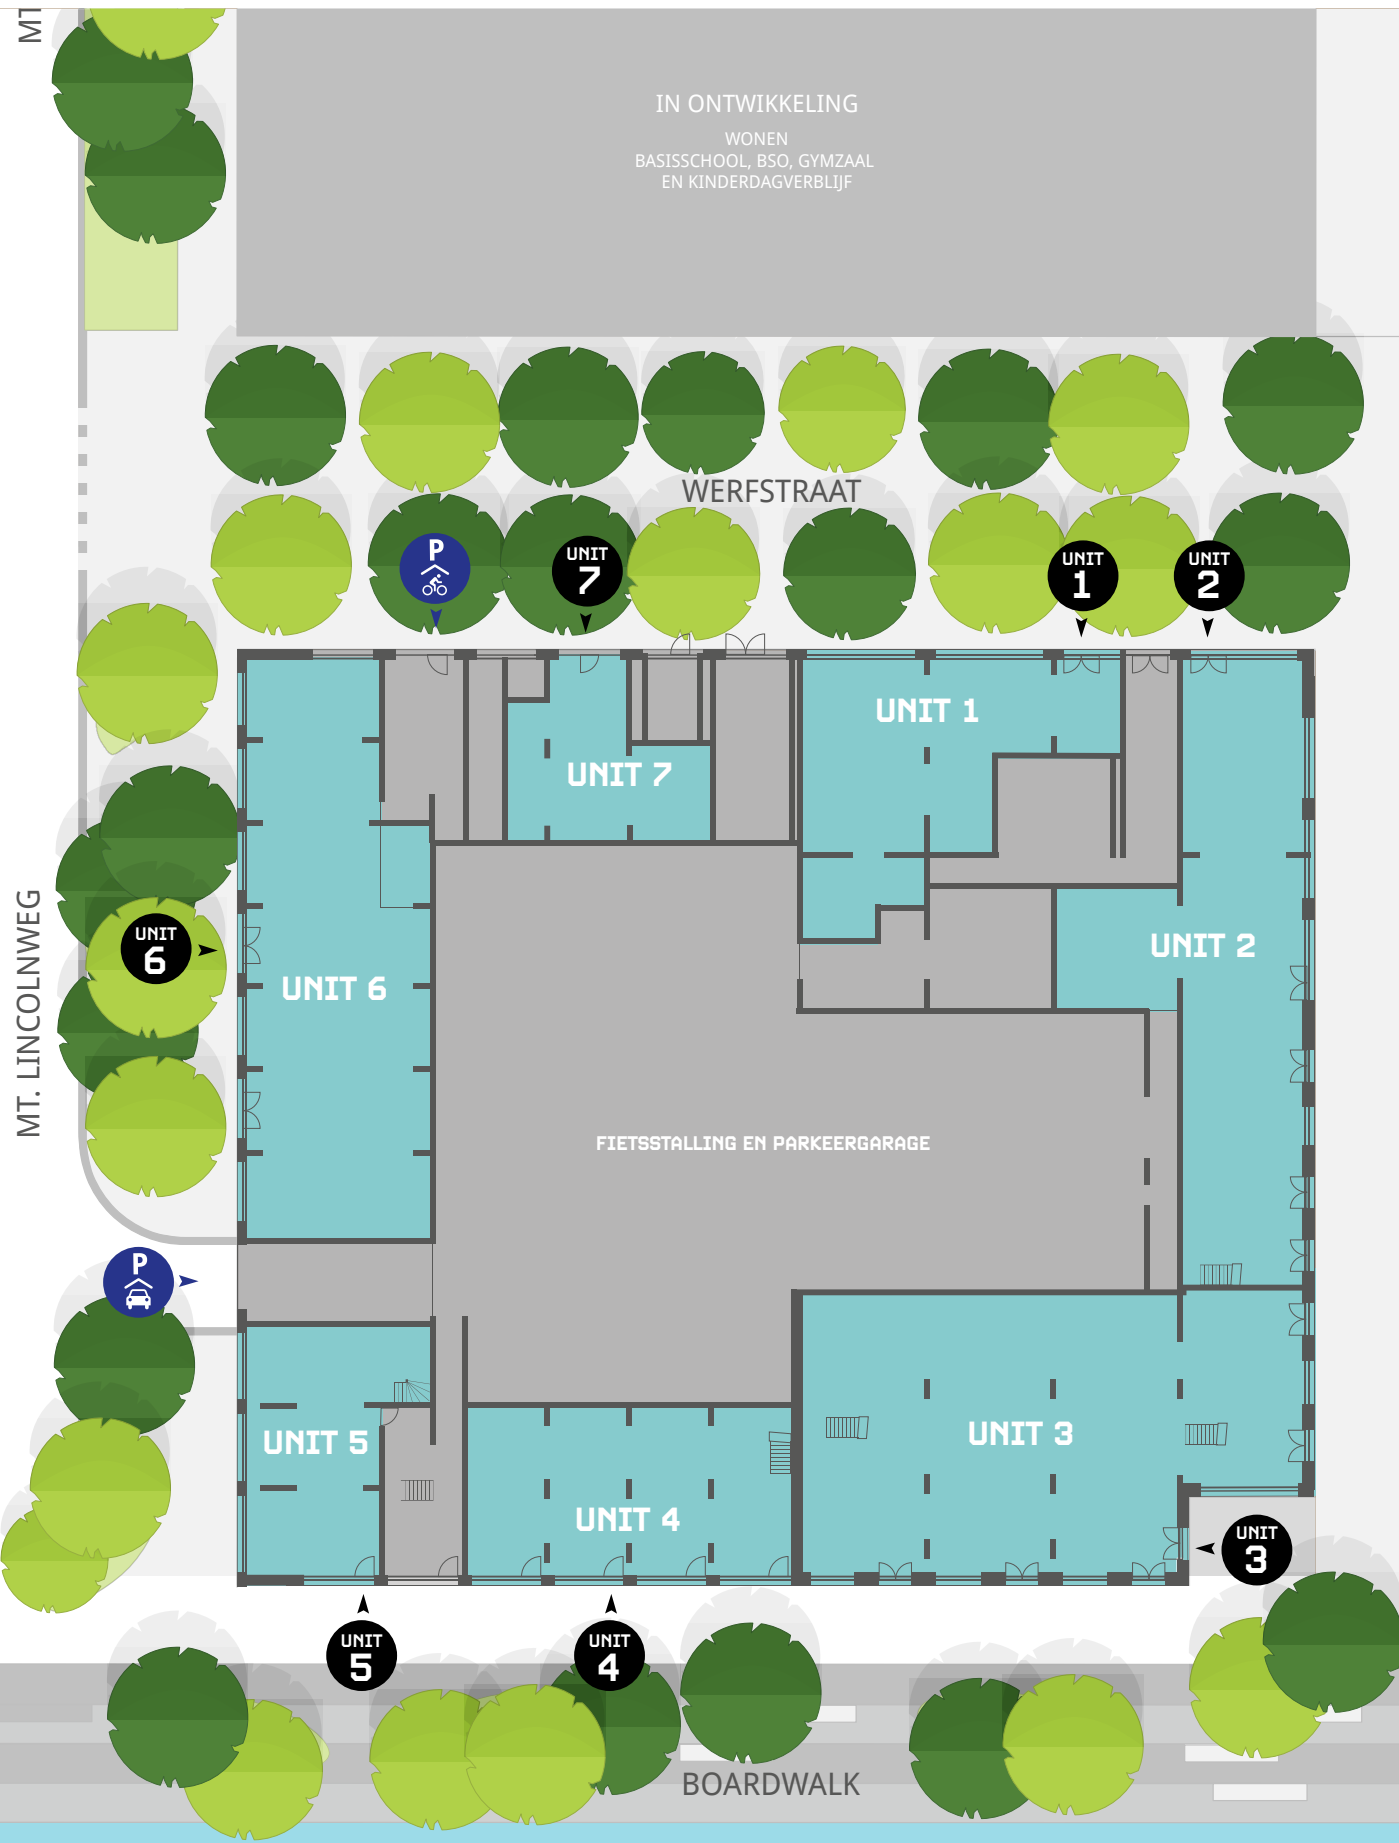 MT
IN ONTWIKKELING
WONEN
BASISSCHOOL, BSO, GYMZAAL
EN KINDERDAGVERBLIJF
WERFSTRAAT
P
UNIT
7
UNIT
1
UNIT
2
UNIT 1
UNIT 7
MT. LINCOLNWEG
UNIT
6
UNIT 6
UNIT 2
FIETSSTALLING EN PARKEERGARAGE
P
UNIT 5
UNIT 4
UNIT 3
UNIT
3
UNIT
5
UNIT
4
BOARDWALK